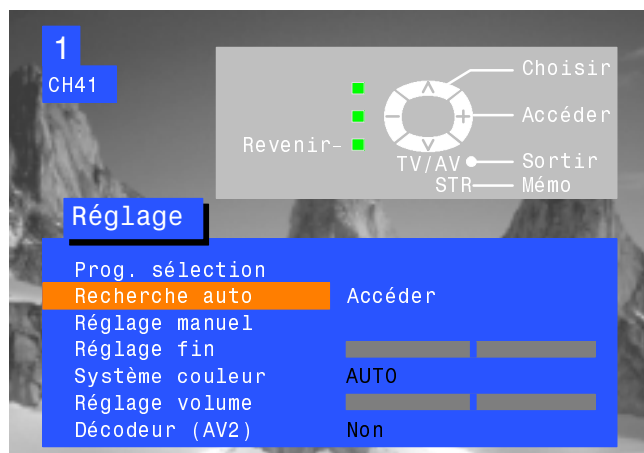 1
CH41
Choisir
Accéder
Revenir-
TV/AV Sortir
STR Mémo
Réglage
Prog. sélection
Recherche auto Accéder
Réglage manuel
Réglage fin
Système couleur AUTO
Réglage volume
Décodeur (AV2) Non